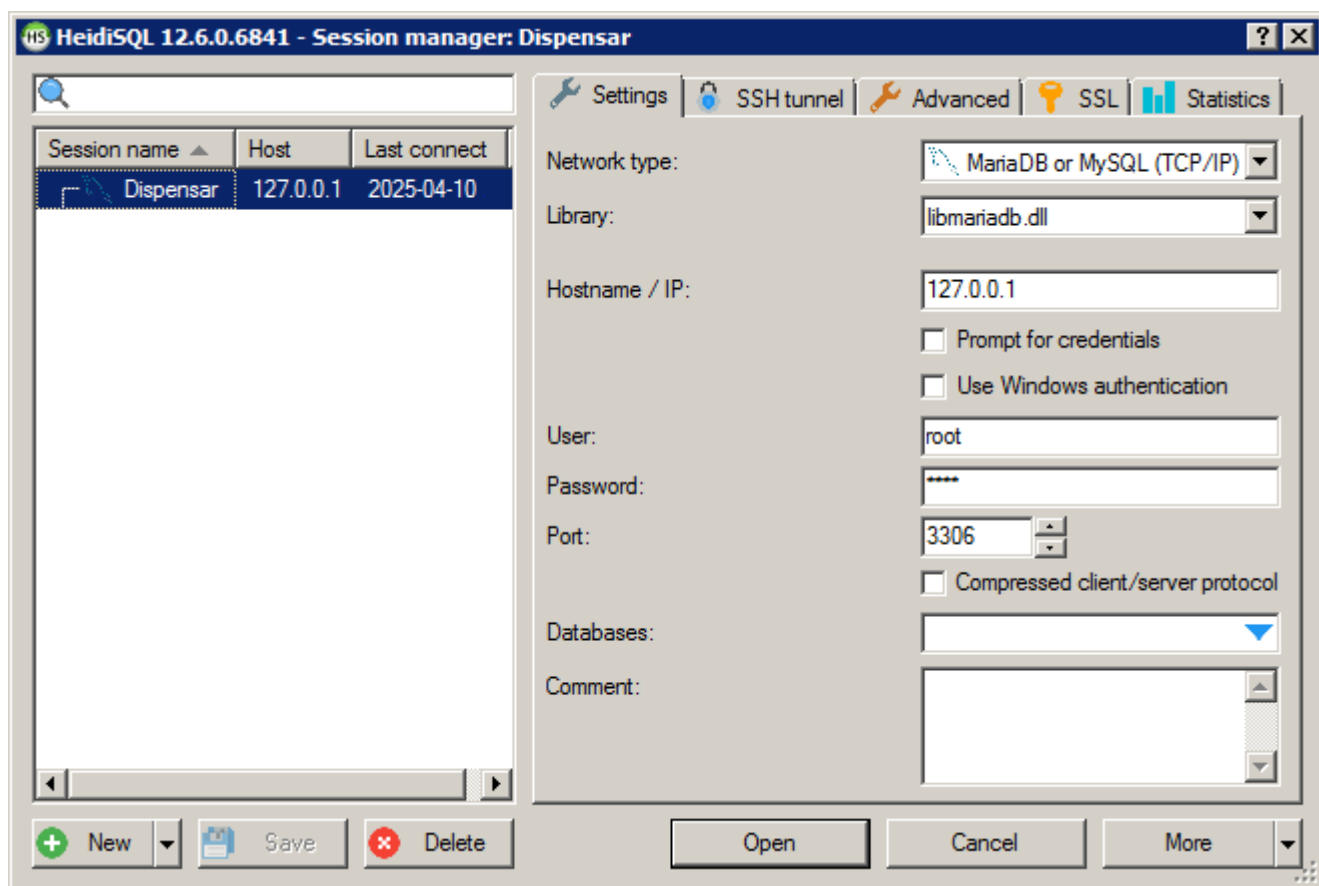 HS HeidiSQL 12.6.0.6841 - Session manager: Dispensar
Settings SSH tunnel Advanced SSL Statistics
Session name Host Last connect
Dispensar 127.0.0.1 2025-04-10
Network type: MariaDB or MySQL (TCP/IP)
Library: libmariadb.dll
Hostname / IP: 127.0.0.1
Prompt for credentials
Use Windows authentication
User: root
Password: ****
Port: 3306
Compressed client/server protocol
Databases:
Comment:
New Save Delete Open Cancel More